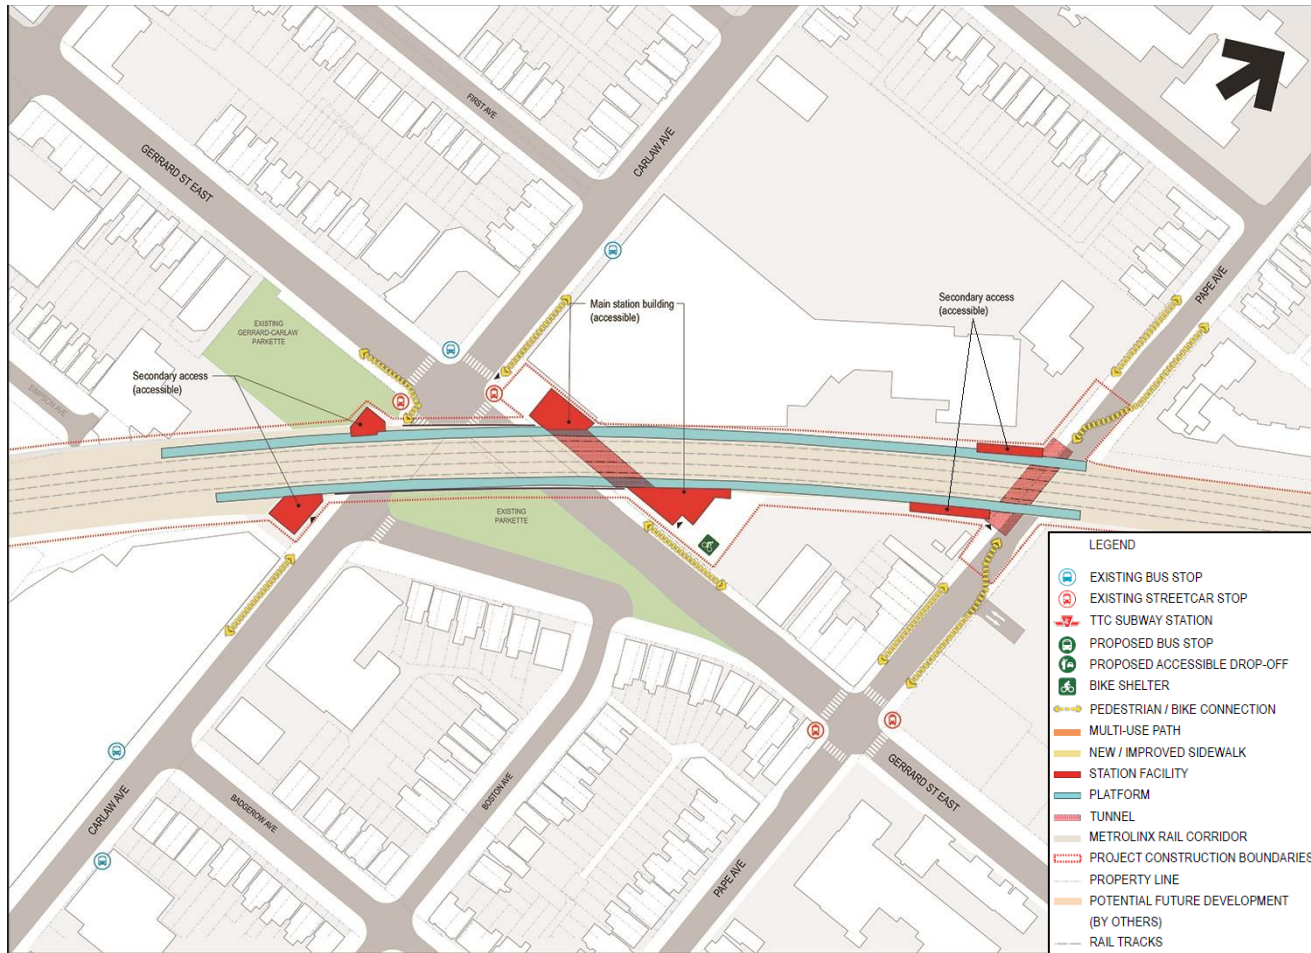 FIRST AVE
CARLAW AVE
GERRARD ST EAST
PAPE AVE
Main station building
(accessible)
Secondary access
(accessible)
EXISTING
GERRARD-CARLAW
PARKETTE
Secondary access
(accessible)
SIMPSON AVE
EXISTING
PARKETTE
CARLAW AVE
BADGEROW AVE
BOSTON AVE
PAPE AVE
GERRARD ST EAST
LEGEND
EXISTING BUS STOP
EXISTING STREETCAR STOP
TTC SUBWAY STATION
PROPOSED BUS STOP
PROPOSED ACCESSIBLE DROP-OFF
BIKE SHELTER
PEDESTRIAN / BIKE CONNECTION
MULTI-USE PATH
NEW / IMPROVED SIDEWALK
STATION FACILITY
PLATFORM
TUNNEL
METROLINX RAIL CORRIDOR
PROJECT CONSTRUCTION BOUNDARIES
PROPERTY LINE
POTENTIAL FUTURE DEVELOPMENT
(BY OTHERS)
RAIL TRACKS